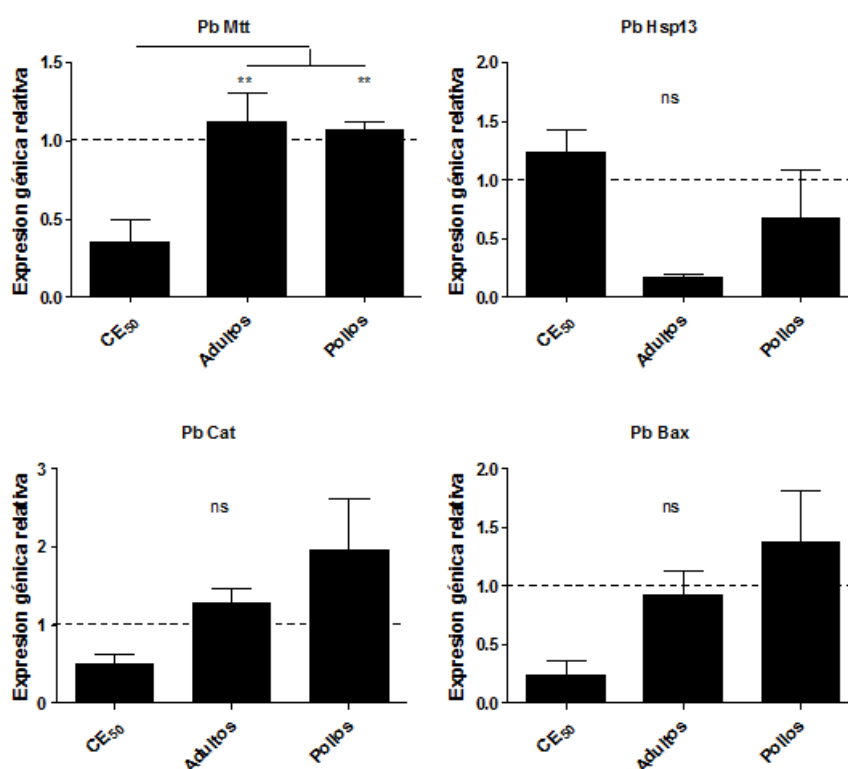 Pb Mtt
Expresion génica relativa
1.5
1.0
0.5
0.0
** **
CE₅₀ Adultos Pollos
Pb Hsp13
Expresion génica relativa
2.0
1.5
1.0
0.5
0.0
ns
CE₅₀ Adultos Pollos
Pb Cat
Expresion génica relativa
3
2
1
0
ns
CE₅₀ Adultos Pollos
Pb Bax
Expresion génica relativa
2.0
1.5
1.0
0.5
0.0
ns
CE₅₀ Adultos Pollos